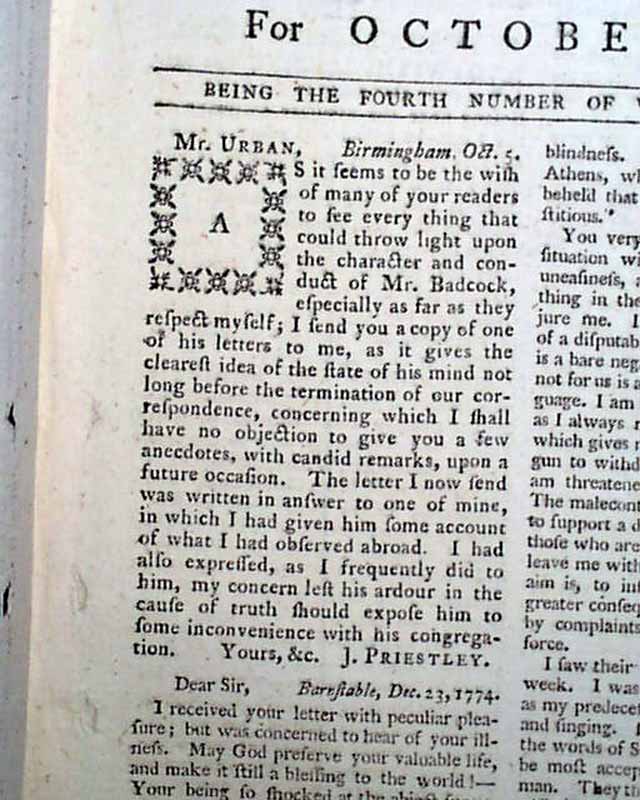 For OCTOBE
BEING THE FOURTH NUMBER OF
Mr. URBAN, Birmingham, Oct. 5.
AS it ſeems to be the wiſh
of many of your readers
to ſee every thing that
could throw light upon
the character and con-
duct of Mr. Badcock,
eſpecially as far as they
reſpect myſelf; I ſend you a copy of one
of his letters to me, as it gives the
cleareſt idea of the ſtate of his mind not
long before the termination of our cor-
reſpondence, concerning which I ſhall
have no objection to give you a few
anecdotes, with candid remarks, upon a
future occaſion. The letter I now ſend
was written in anſwer to one of mine,
in which I had given him ſome account
of what I had obſerved abroad. I had
alſo expreſſed, as I frequently did to
him, my concern leſt his ardour in the
cauſe of truth ſhould expoſe him to
ſome inconvenience with his congrega-
tion. Yours, &c. J. PRIESTLEY.
Dear Sir, Barnſtable, Dec. 23, 1774.
I received your letter with peculiar plea-
ſure; but was concerned to hear of your ill-
neſs. May God preſerve your valuable life,
and make it ſtill a bleſſing to the world!—
Your being ſo ſhocked at the
blindneſs.
Athens, wh
beheld that
ſtitious."
You very
ſituation wi
uneaſineſs, a
thing in the
jure me. I
of a diſputab
is a bare neg
not for us is a
guage. I am
as I always r
which gives r
gun to withd
am threatene
The malecont
to ſupport a d
thoſe who are
leave me with
aim is, to inf
greater conſeq
by complaints
force.
I ſaw their
week. I was
as my predeceſ
and ſinging.
the words of S
be moſt accep
man. They t